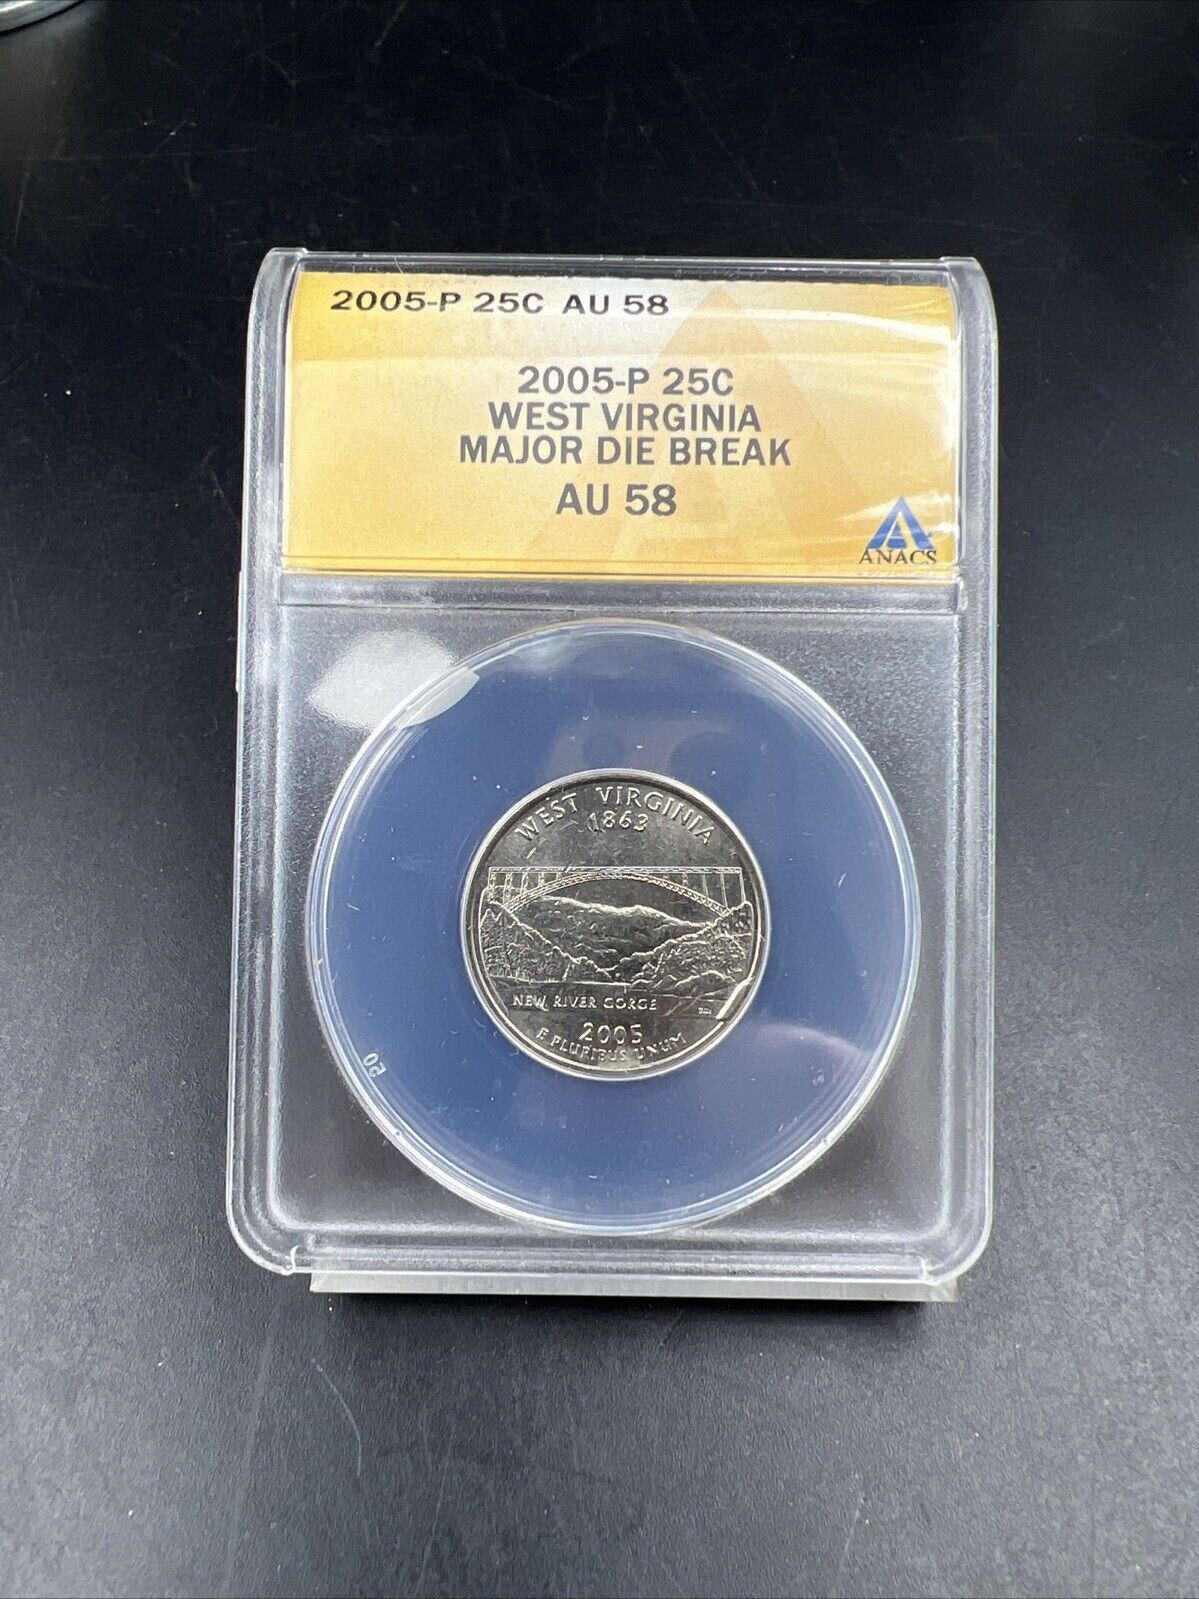 2005-P 25C AU 58
2005-P 25C
WEST VIRGINIA
MAJOR DIE BREAK
AU 58
ANACS
WEST VIRGINIA
1863
NEW RIVER GORGE
2005
E PLURIBUS UNUM
20